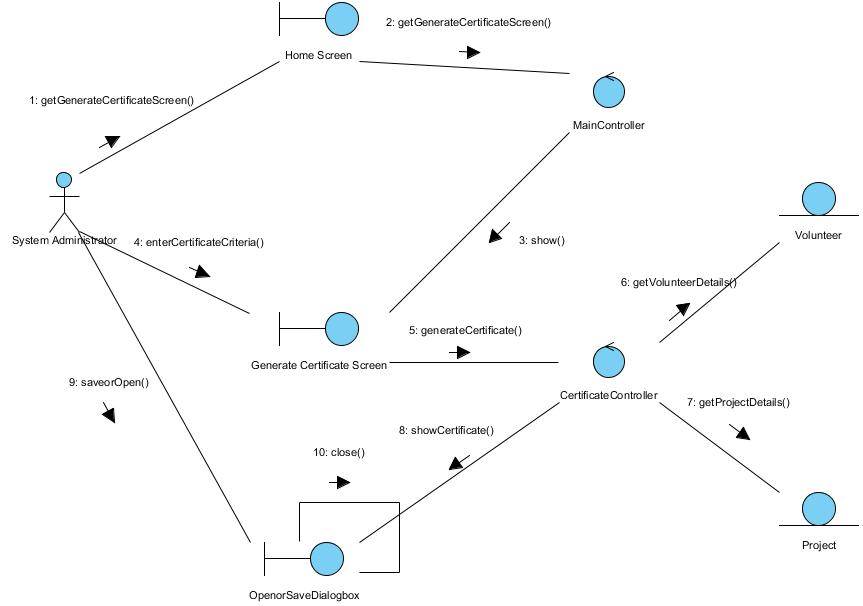 2: getGenerateCertificateScreen()
Home Screen
1: getGenerateCertificateScreen()
MainController
System Administrator
4: enterCertificateCriteria()
3: show()
Volunteer
6: getVolunteerDetails()
5: generateCertificate()
Generate Certificate Screen
9: saveorOpen()
CertificateController
7: getProjectDetails()
8: showCertificate()
10: close()
Project
OpenorSaveDialogbox